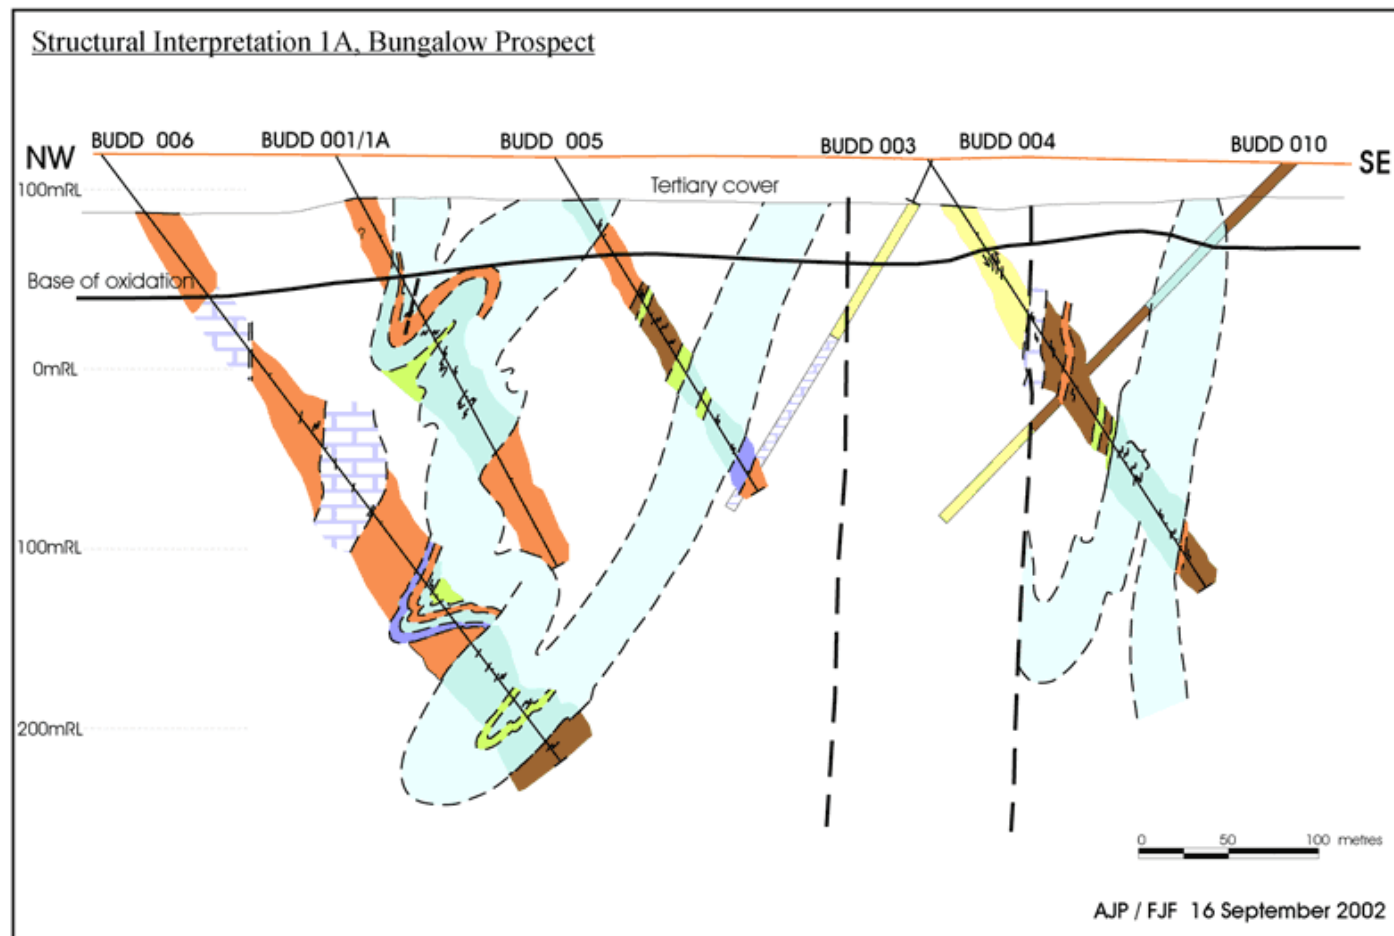 Structural Interpretation 1A, Bungalow Prospect
BUDD 006
BUDD 001/1A
BUDD 005
BUDD 003
BUDD 004
BUDD 010
NW
SE
100mRL
Tertiary cover
?
Base of oxidation
0mRL
100mRL
200mRL
0 50 100 metres
AJP / FJF 16 September 2002